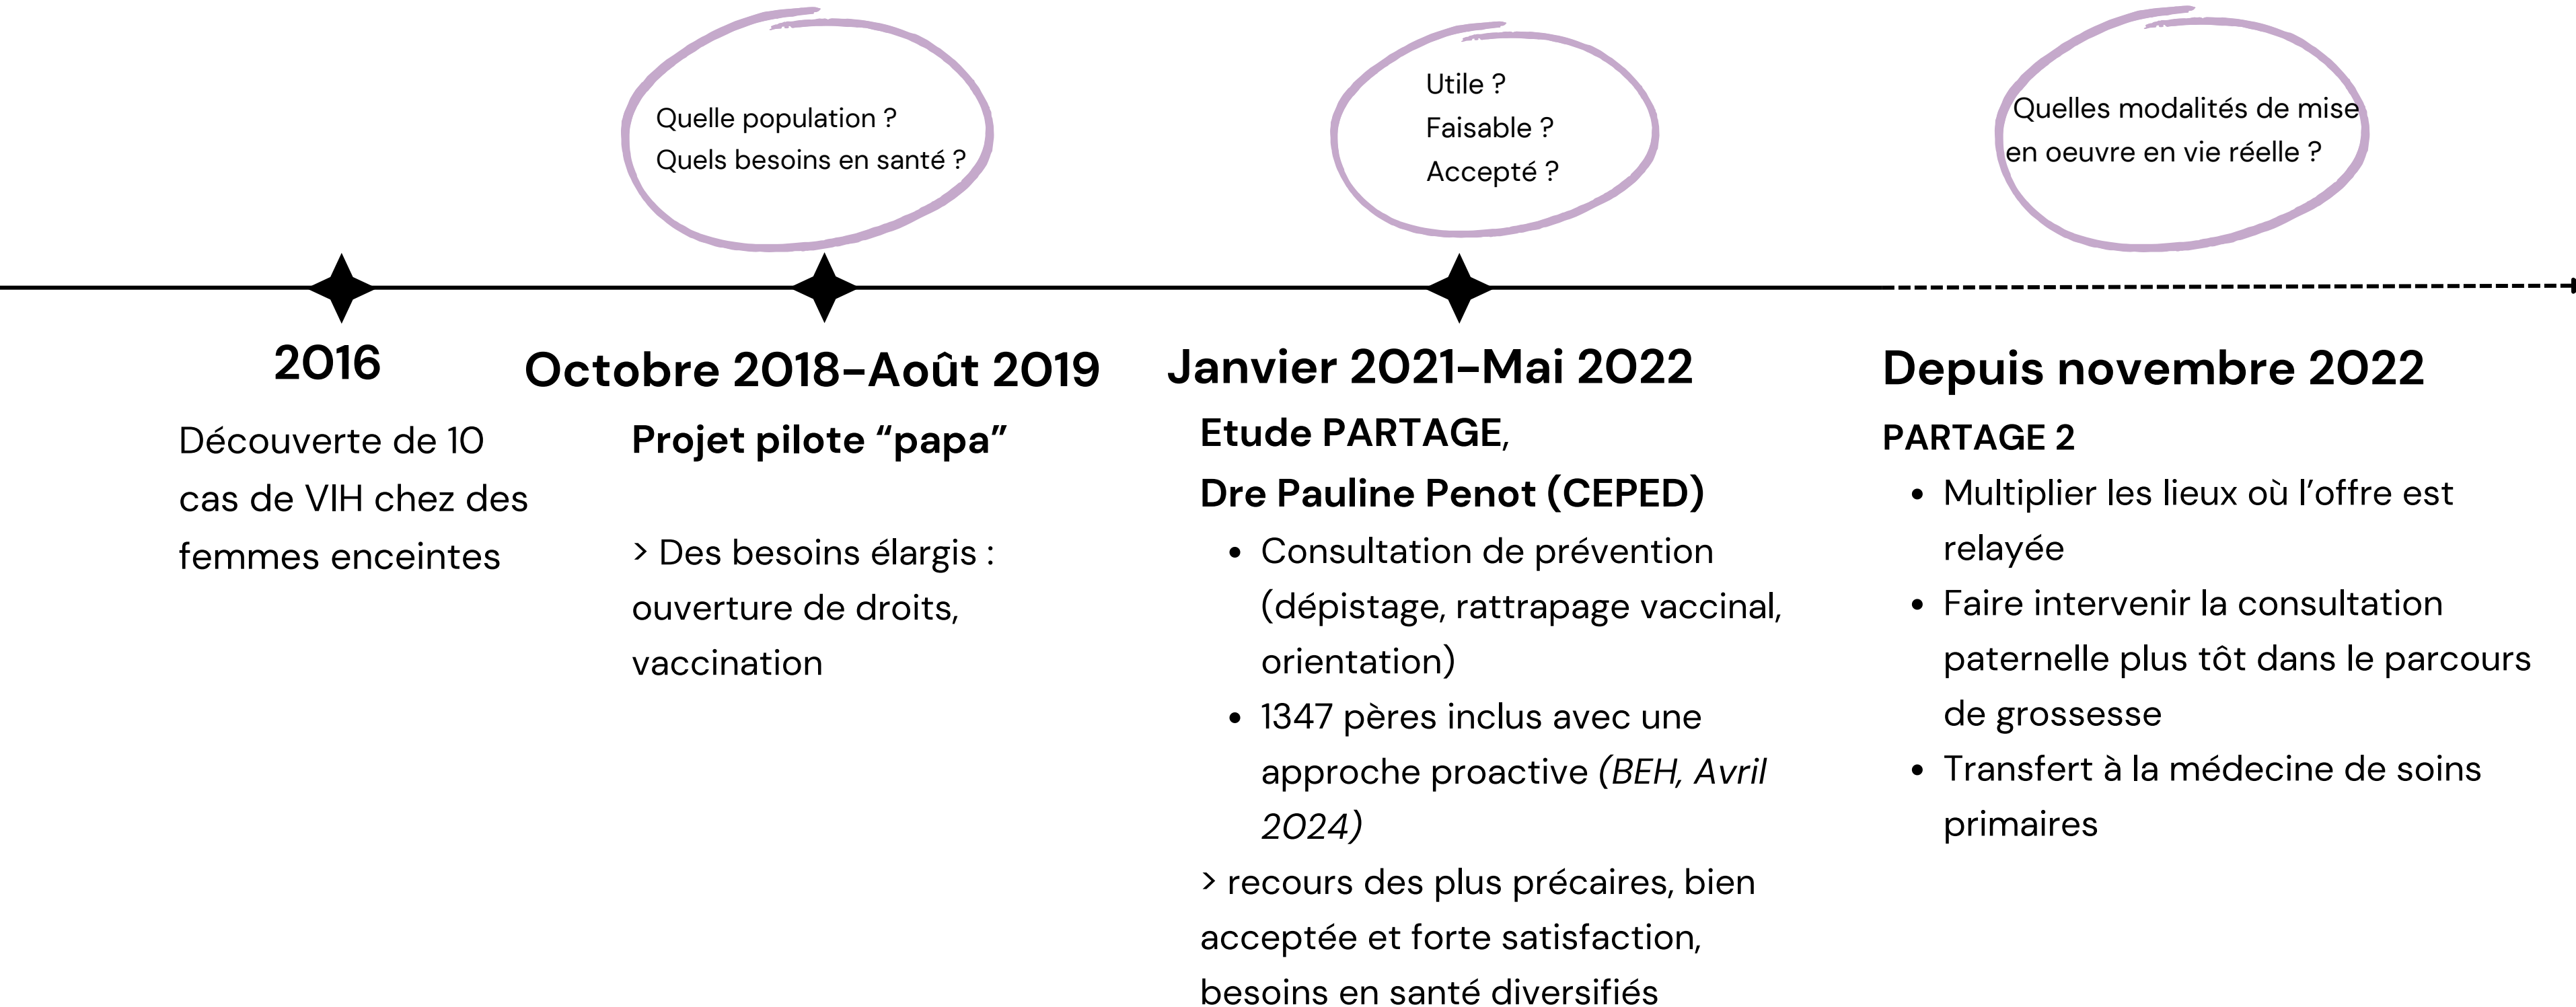 Quelle population ?
Quels besoins en santé ?
Utile ?
Faisable ?
Accepté ?
Quelles modalités de mise
en oeuvre en vie réelle ?
2016
Découverte de 10
cas de VIH chez des
femmes enceintes
Octobre 2018-Août 2019
Projet pilote “papa”
> Des besoins élargis :
ouverture de droits,
vaccination
Janvier 2021-Mai 2022
Etude PARTAGE,
Dre Pauline Penot (CEPED)
• Consultation de prévention
(dépistage, rattrapage vaccinal,
orientation)
• 1347 pères inclus avec une
approche proactive (BEH, Avril
2024)
> recours des plus précaires, bien
acceptée et forte satisfaction,
besoins en santé diversifiés
Depuis novembre 2022
PARTAGE 2
• Multiplier les lieux où l’offre est
relayée
• Faire intervenir la consultation
paternelle plus tôt dans le parcours
de grossesse
• Transfert à la médecine de soins
primaires